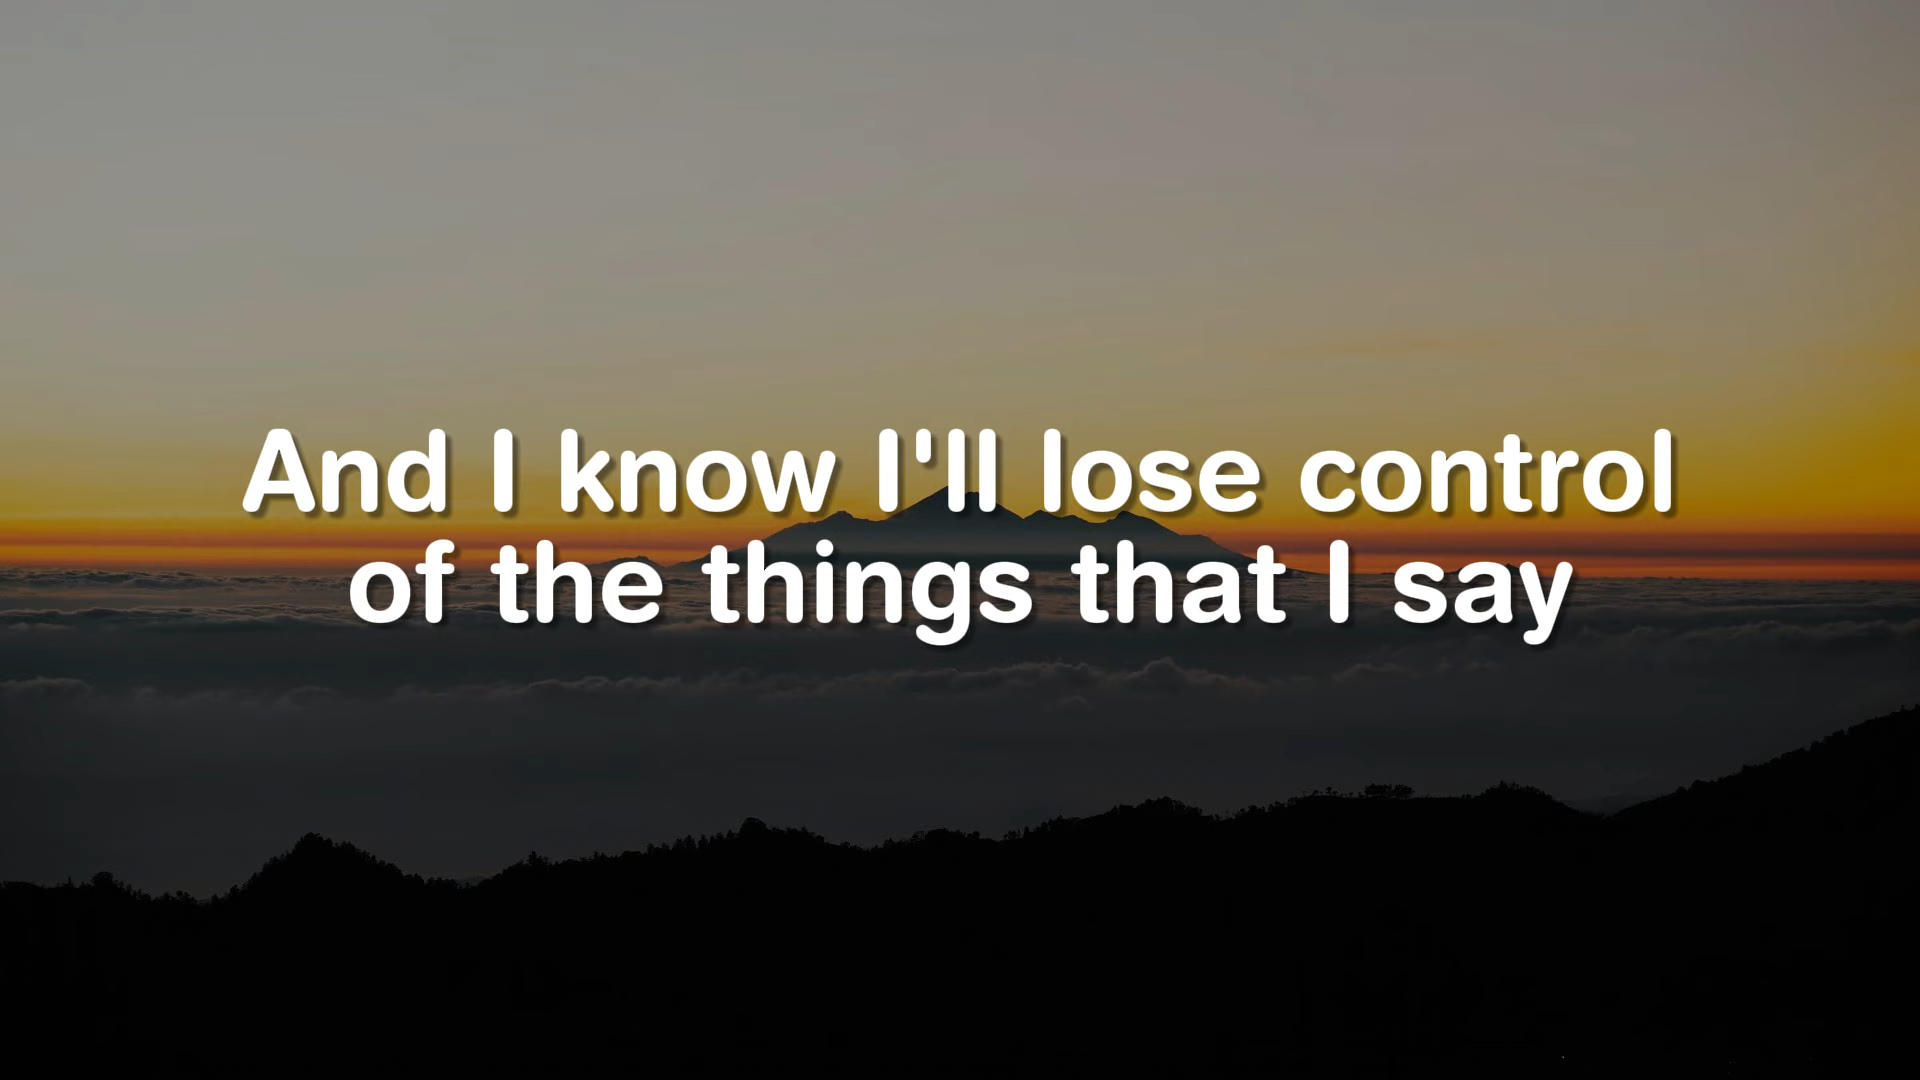 And I know I'll lose control
of the things that I say